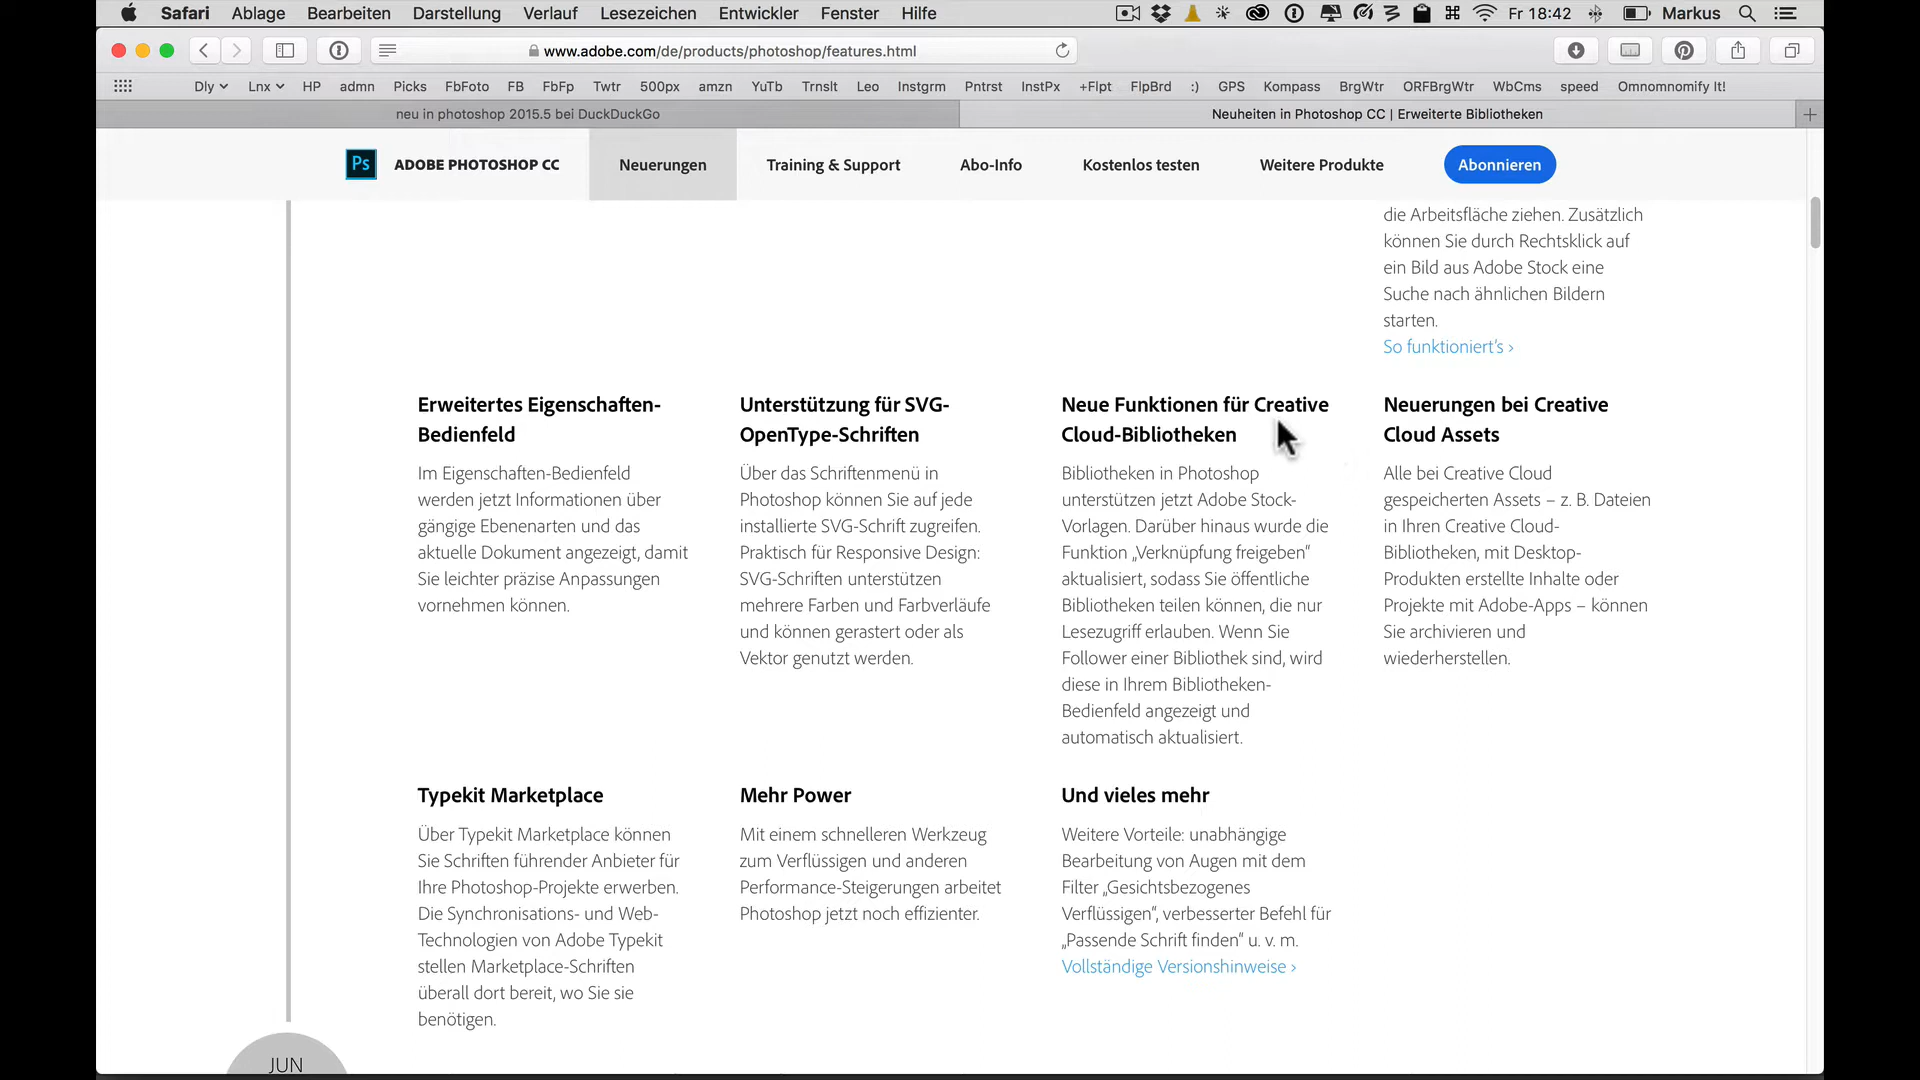 Safari Ablage Bearbeiten Darstellung Verlauf Lesezeichen Entwickler Fenster Hilfe Fr 18:42 Markus
www.adobe.com/de/products/photoshop/features.html
Dly Lnx HP admn Picks FbFoto FB FbFp Twtr 500px amzn YuTb Trnslt Leo Instgrm Pntrst InstPx +Flpt FlpBrd :) GPS Kompass BrgWtr ORFBrgWtr WbCms speed Omnomnomify It!
neu in photoshop 2015.5 bei DuckDuckGo
Neuheiten in Photoshop CC | Erweiterte Bibliotheken
Ps ADOBE PHOTOSHOP CC Neuerungen Training & Support Abo-Info Kostenlos testen Weitere Produkte Abonnieren
die Arbeitsfläche ziehen. Zusätzlich
können Sie durch Rechtsklick auf
ein Bild aus Adobe Stock eine
Suche nach ähnlichen Bildern
starten.
So funktioniert's ›
Erweitertes Eigenschaften-
Bedienfeld
Im Eigenschaften-Bedienfeld
werden jetzt Informationen über
gängige Ebenenarten und das
aktuelle Dokument angezeigt, damit
Sie leichter präzise Anpassungen
vornehmen können.
Unterstützung für SVG-
OpenType-Schriften
Über das Schriftenmenü in
Photoshop können Sie auf jede
installierte SVG-Schrift zugreifen.
Praktisch für Responsive Design:
SVG-Schriften unterstützen
mehrere Farben und Farbverläufe
und können gerastert oder als
Vektor genutzt werden.
Neue Funktionen für Creative
Cloud-Bibliotheken
Bibliotheken in Photoshop
unterstützen jetzt Adobe Stock-
Vorlagen. Darüber hinaus wurde die
Funktion „Verknüpfung freigeben“
aktualisiert, sodass Sie öffentliche
Bibliotheken teilen können, die nur
Lesezugriff erlauben. Wenn Sie
Follower einer Bibliothek sind, wird
diese in Ihrem Bibliotheken-
Bedienfeld angezeigt und
automatisch aktualisiert.
Neuerungen bei Creative
Cloud Assets
Alle bei Creative Cloud
gespeicherten Assets – z. B. Dateien
in Ihren Creative Cloud-
Bibliotheken, mit Desktop-
Produkten erstellte Inhalte oder
Projekte mit Adobe-Apps – können
Sie archivieren und
wiederherstellen.
Typekit Marketplace
Über Typekit Marketplace können
Sie Schriften führender Anbieter für
Ihre Photoshop-Projekte erwerben.
Die Synchronisations- und Web-
Technologien von Adobe Typekit
stellen Marketplace-Schriften
überall dort bereit, wo Sie sie
benötigen.
Mehr Power
Mit einem schnelleren Werkzeug
zum Verflüssigen und anderen
Performance-Steigerungen arbeitet
Photoshop jetzt noch effizienter.
Und vieles mehr
Weitere Vorteile: unabhängige
Bearbeitung von Augen mit dem
Filter „Gesichtsbezogenes
Verflüssigen“, verbesserter Befehl für
„Passende Schrift finden“ u. v. m.
Vollständige Versionshinweise ›
JUN